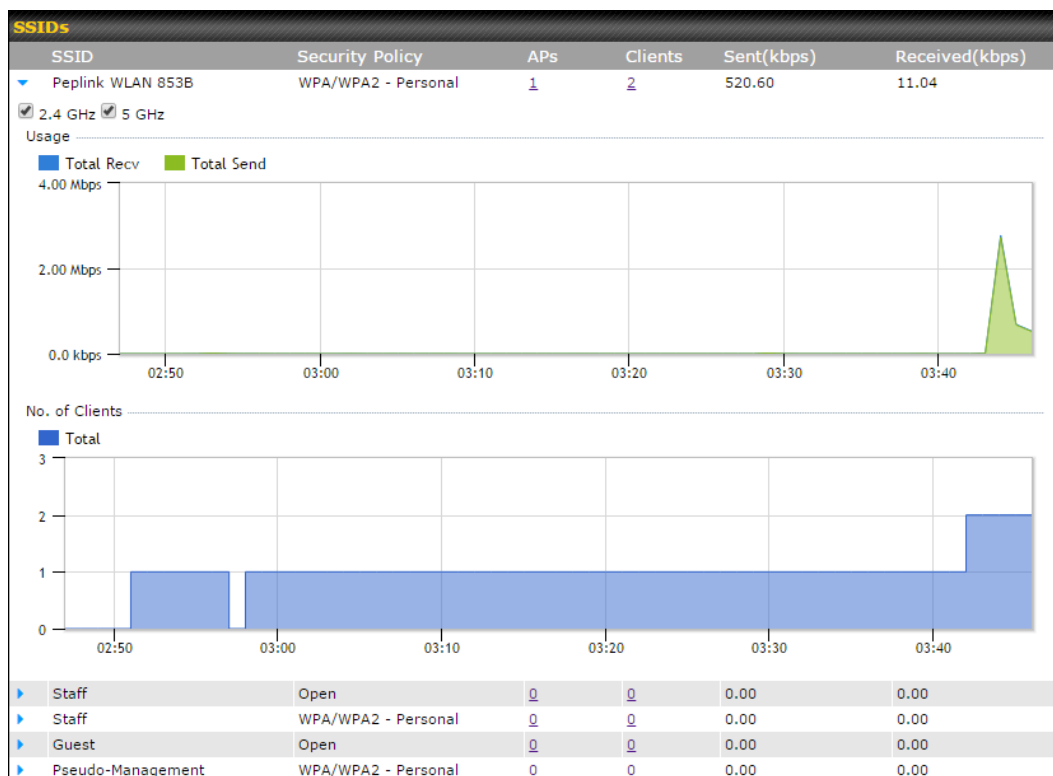 SSIDs
SSID Security Policy APs Clients Sent(kbps) Received(kbps)
Peplink WLAN 853B WPA/WPA2 - Personal 1 2 520.60 11.04
2.4 GHz 5 GHz
Usage
Total Recv Total Send
4.00 Mbps
2.00 Mbps
0.0 kbps
02:50 03:00 03:10 03:20 03:30 03:40
No. of Clients
Total
3
2
1
0
02:50 03:00 03:10 03:20 03:30 03:40
Staff Open 0 0 0.00 0.00
Staff WPA/WPA2 - Personal 0 0 0.00 0.00
Guest Open 0 0 0.00 0.00
Pseudo-Management WPA/WPA2 - Personal 0 0 0.00 0.00